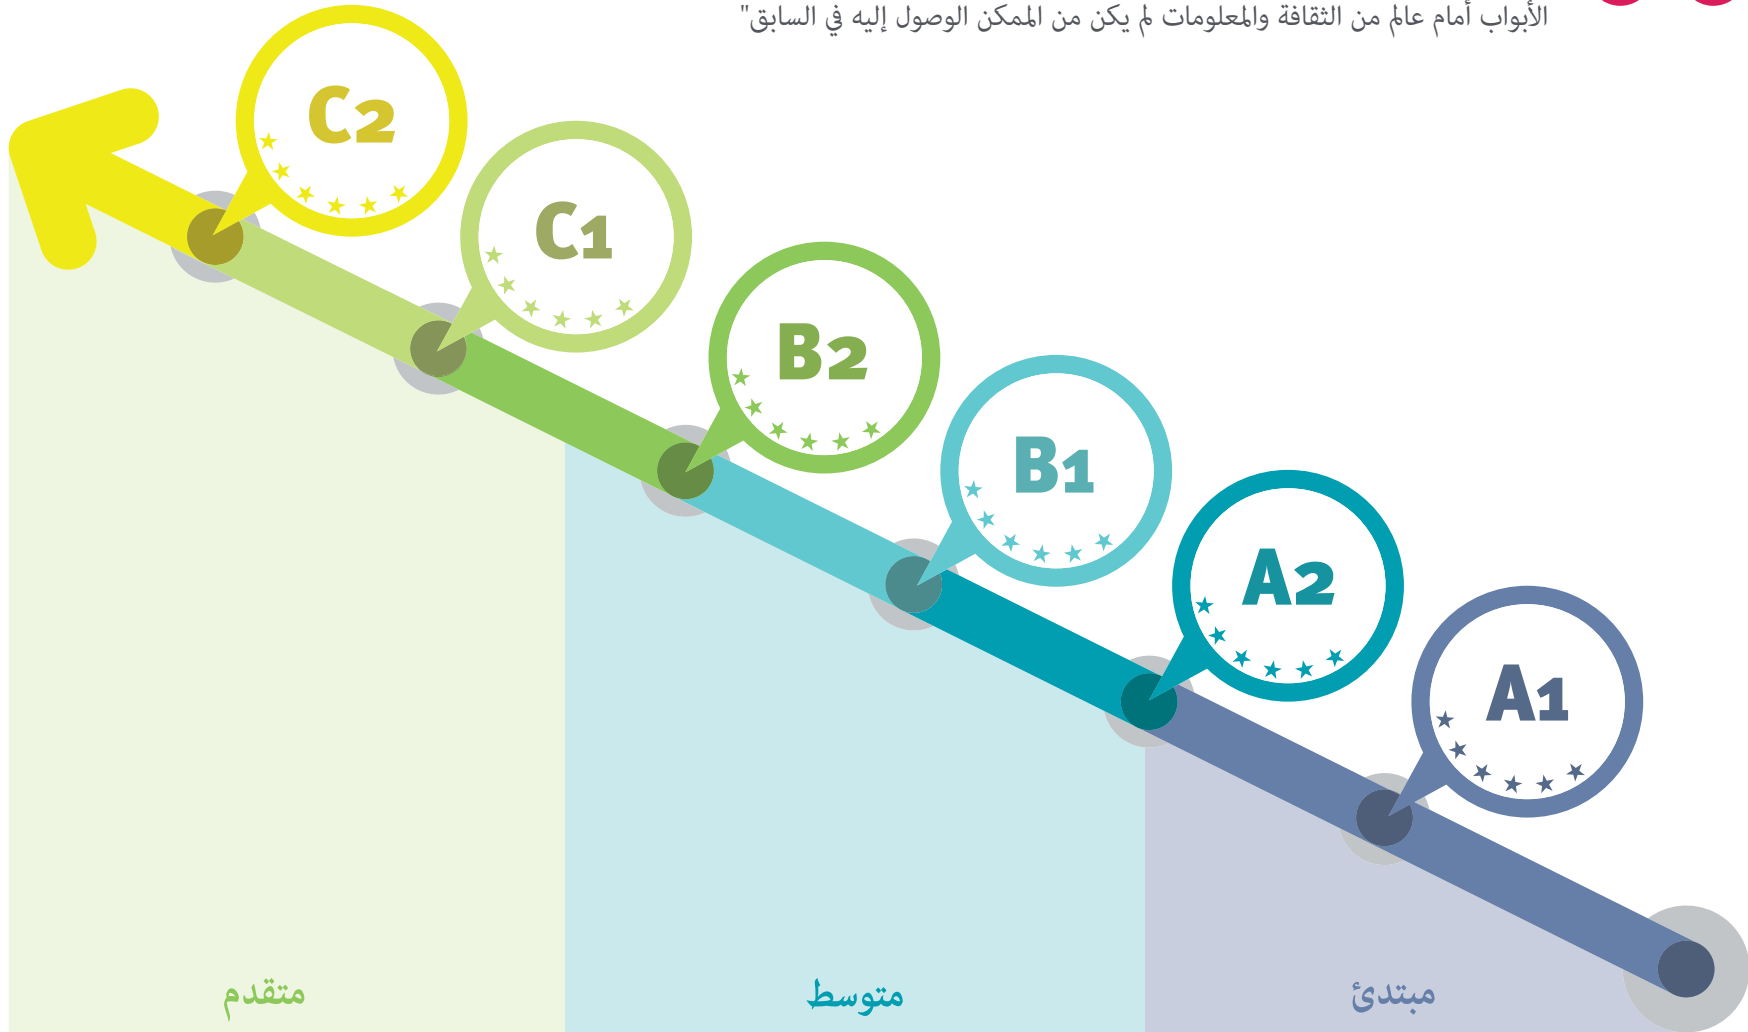 الأبواب أمام عالم من الثقافة والمعلومات لم يكن من الممكن الوصول إليه في السابق"
C2
C1
B2
B1
A2
A1
مبتدئ
متوسط
متقدم